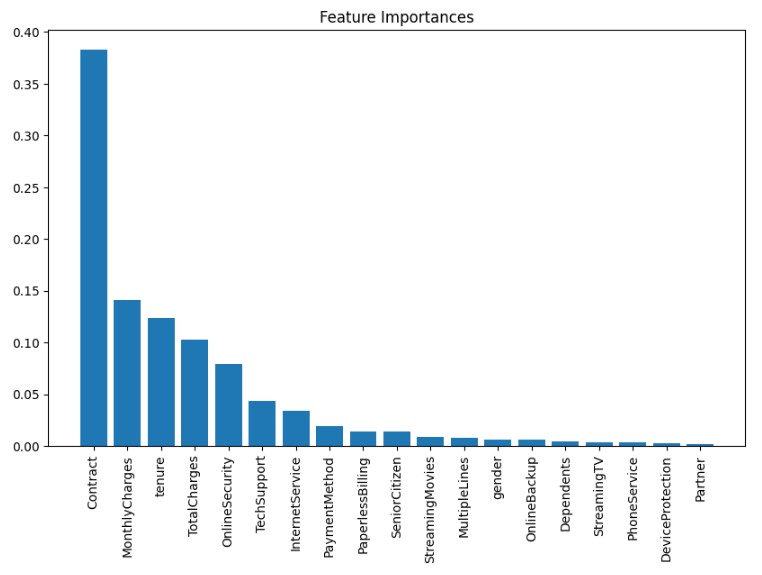 Feature Importances
0.40
0.35
0.30
0.25
0.20
0.15
0.10
0.05
0.00
Contract
MonthlyCharges
tenure
TotalCharges
OnlineSecurity
TechSupport
InternetService
PaymentMethod
PaperlessBilling
SeniorCitizen
StreamingMovies
MultipleLines
gender
OnlineBackup
Dependents
StreamingTV
PhoneService
DeviceProtection
Partner